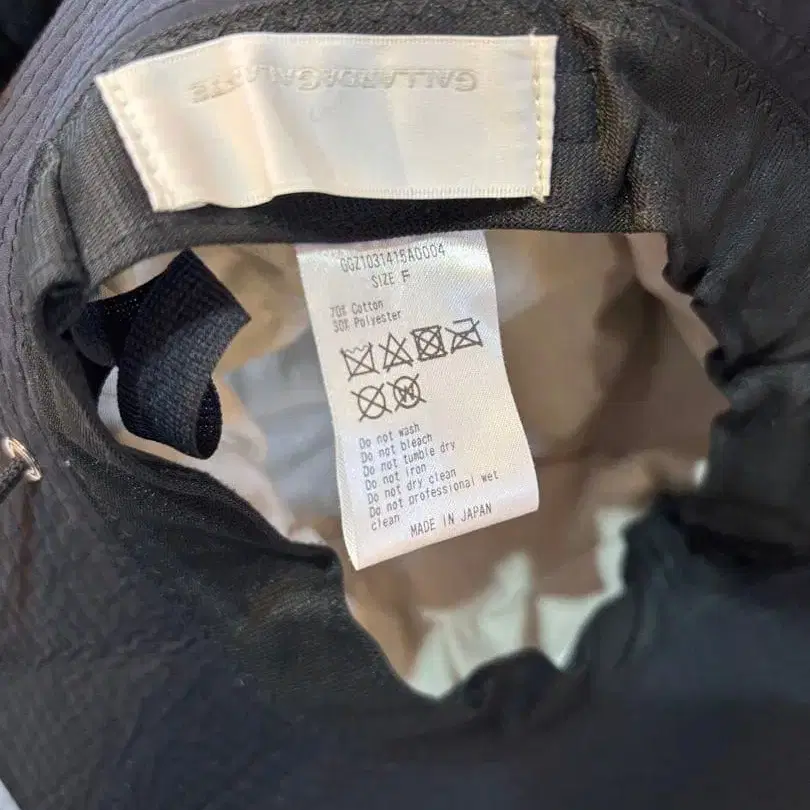 GALLARDAGALANTE
GGZ1031415A0004
SIZE F
70% Cotton
30% Polyester
W
Do not wash
Do not bleach
Do not tumble dry
Do not iron
Do not dry clean
Do not professional wet
clean
MADE IN JAPAN